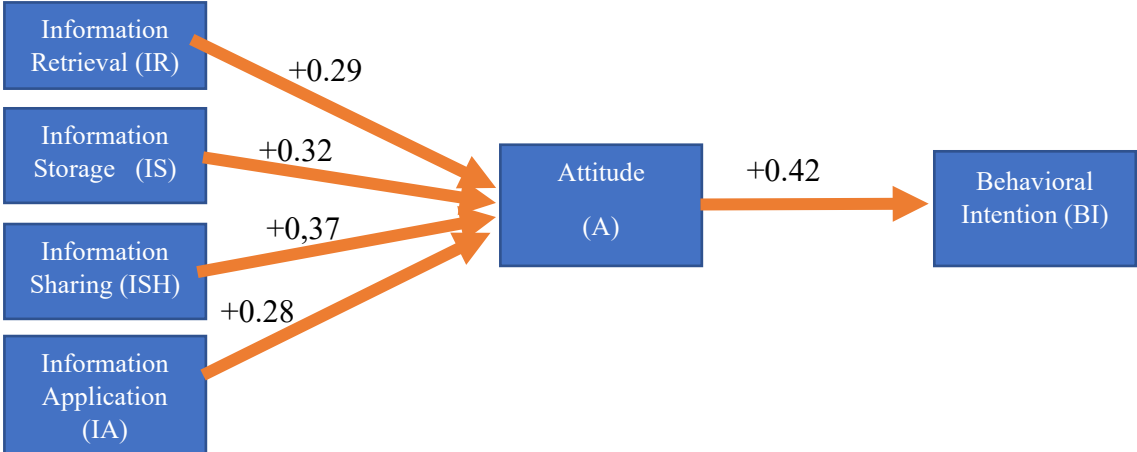 Information
Retrieval (IR)
+0.29
Information
Storage (IS)
+0.32
Information
Sharing (ISH)
+0,37
Information
Application
(IA)
+0.28
Attitude
(A)
+0.42
Behavioral
Intention (BI)